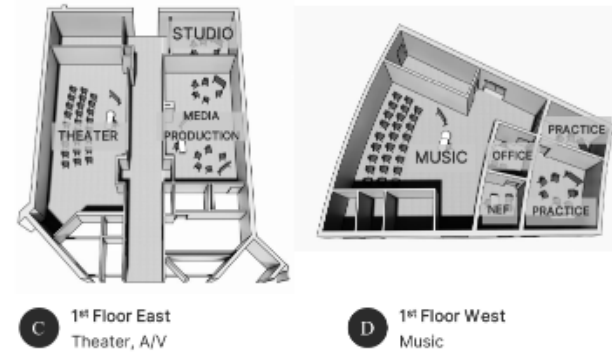 STUDIO
MEDIA
THEATER
PRODUCTION
PRACTICE
MUSIC
OFFICE
NEF
PRACTICE
C
1st Floor East
Theater, A/V
D
1st Floor West
Music